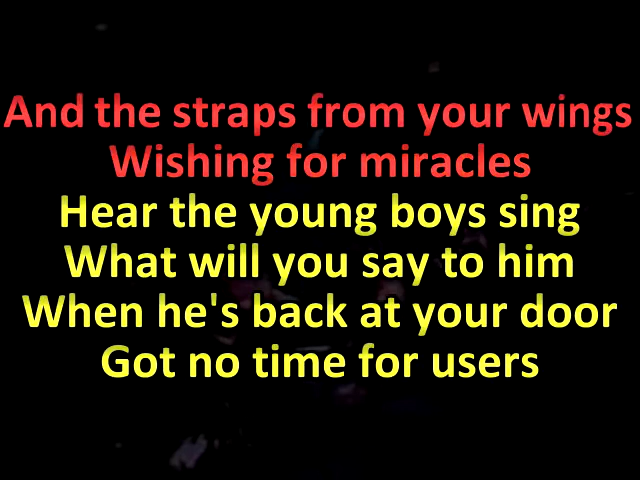 And the straps from your wings
Wishing for miracles
Hear the young boys sing
What will you say to him
When he's back at your door
Got no time for users